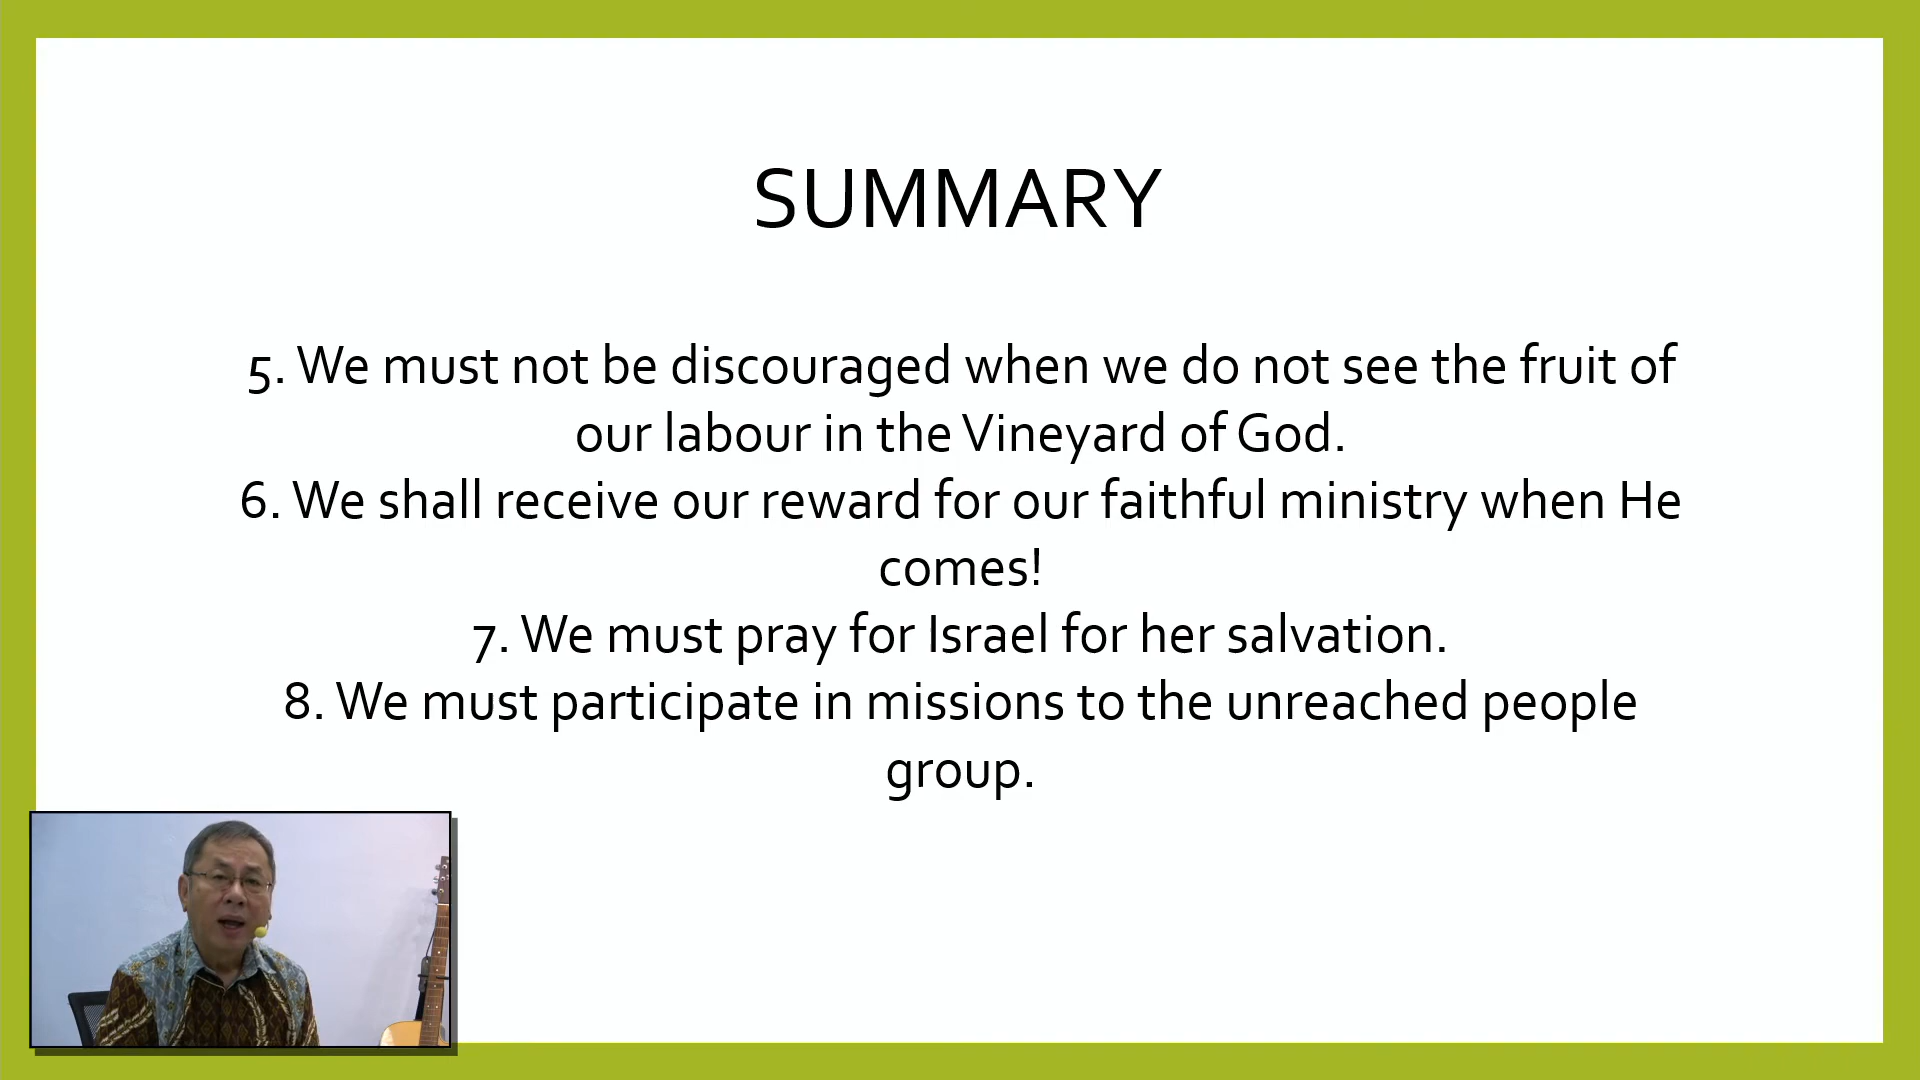 SUMMARY
5. We must not be discouraged when we do not see the fruit of
our labour in the Vineyard of God.
6. We shall receive our reward for our faithful ministry when He
comes!
7. We must pray for Israel for her salvation.
8. We must participate in missions to the unreached people
group.